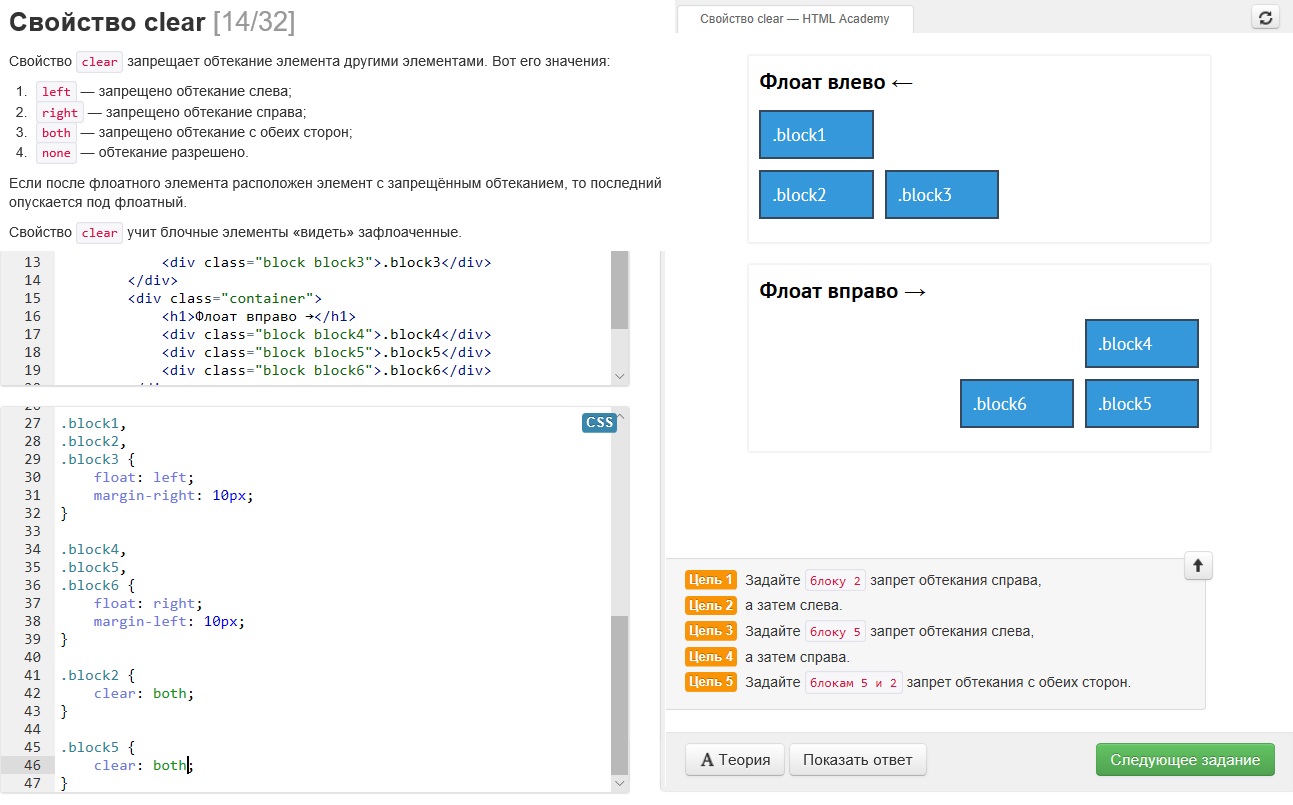 Свойство clear [14/32]
Свойство clear запрещает обтекание элемента другими элементами. Вот его значения:
1. left — запрещено обтекание слева;
2. right — запрещено обтекание справа;
3. both — запрещено обтекание с обеих сторон;
4. none — обтекание разрешено.
Если после флоатного элемента расположен элемент с запрещённым обтеканием, то последний
опускается под флоатный.
Свойство clear учит блочные элементы «видеть» зафлоаченные.
13 <div class="block block3">.block3</div>
14 </div>
15 <div class="container">
16 <h1>Флоат вправо →</h1>
17 <div class="block block4">.block4</div>
18 <div class="block block5">.block5</div>
19 <div class="block block6">.block6</div>
CSS
27 .block1,
28 .block2,
29 .block3 {
30 float: left;
31 margin-right: 10px;
32 }
33
34 .block4,
35 .block5,
36 .block6 {
37 float: right;
38 margin-left: 10px;
39 }
40
41 .block2 {
42 clear: both;
43 }
44
45 .block5 {
46 clear: both;
47 }
Свойство clear — HTML Academy
Флоат влево ←
.block1
.block2 .block3
Флоат вправо →
.block4
.block6 .block5
Цель 1 Задайте блоку 2 запрет обтекания справа,
Цель 2 а затем слева.
Цель 3 Задайте блоку 5 запрет обтекания слева,
Цель 4 а затем справа.
Цель 5 Задайте блокам 5 и 2 запрет обтекания с обеих сторон.
A Теория Показать ответ Следующее задание